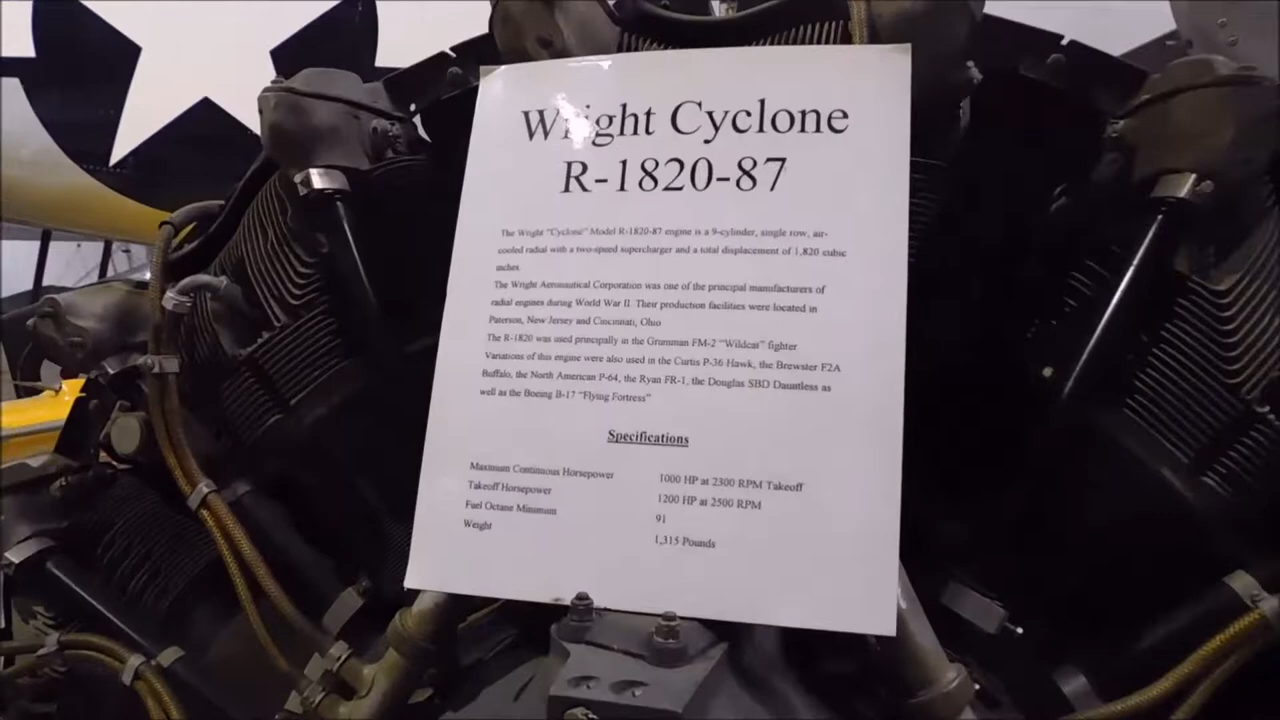 Wright Cyclone
R-1820-87
The Wright "Cyclone" Model R-1820-87 engine is a 9-cylinder, single row, air-
cooled radial with a two-speed supercharger and a total displacement of 1,820 cubic
inches.
The Wright Aeronautical Corporation was one of the principal manufacturers of
radial engines during World War II. Their production facilities were located in
Paterson, New Jersey and Cincinnati, Ohio
The R-1820 was used principally in the Grumman FM-2 "Wildcat" fighter
Variations of this engine were also used in the Curtis P-36 Hawk, the Brewster F2A
Buffalo, the North American P-64, the Ryan FR-1, the Douglas SBD Dauntless as
well as the Boeing B-17 "Flying Fortress"
Specifications
Maximum Continuous Horsepower 1000 HP at 2300 RPM Takeoff
Takeoff Horsepower 1200 HP at 2500 RPM
Fuel Octane Minimum 91
Weight 1,315 Pounds